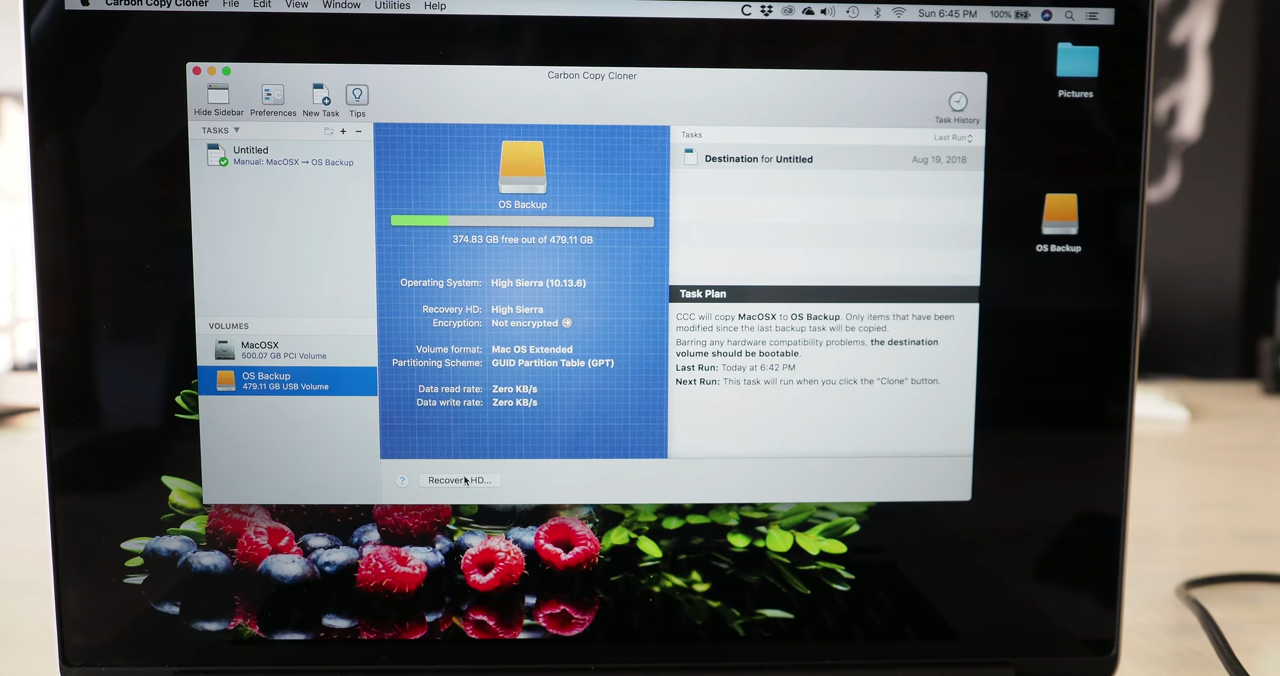 Carbon Copy Cloner File Edit View Window Utilities Help
Sun 6:45 PM 100%
Carbon Copy Cloner
Hide Sidebar Preferences New Task Tips
Task History
TASKS
Untitled
Manual: MacOSX → OS Backup
VOLUMES
MacOSX
500.07 GB PCI Volume
OS Backup
479.11 GB USB Volume
OS Backup
374.83 GB free out of 479.11 GB
Operating System: High Sierra (10.13.6)
Recovery HD: High Sierra
Encryption: Not encrypted
Volume format: Mac OS Extended
Partitioning Scheme: GUID Partition Table (GPT)
Data read rate: Zero KB/s
Data write rate: Zero KB/s
? Recovery HD...
Tasks Last Run
Destination for Untitled Aug 19, 2018
Task Plan
CCC will copy MacOSX to OS Backup. Only items that have been
modified since the last backup task will be copied.
Barring any hardware compatibility problems, the destination
volume should be bootable.
Last Run: Today at 6:42 PM
Next Run: This task will run when you click the "Clone" button.
Pictures
OS Backup